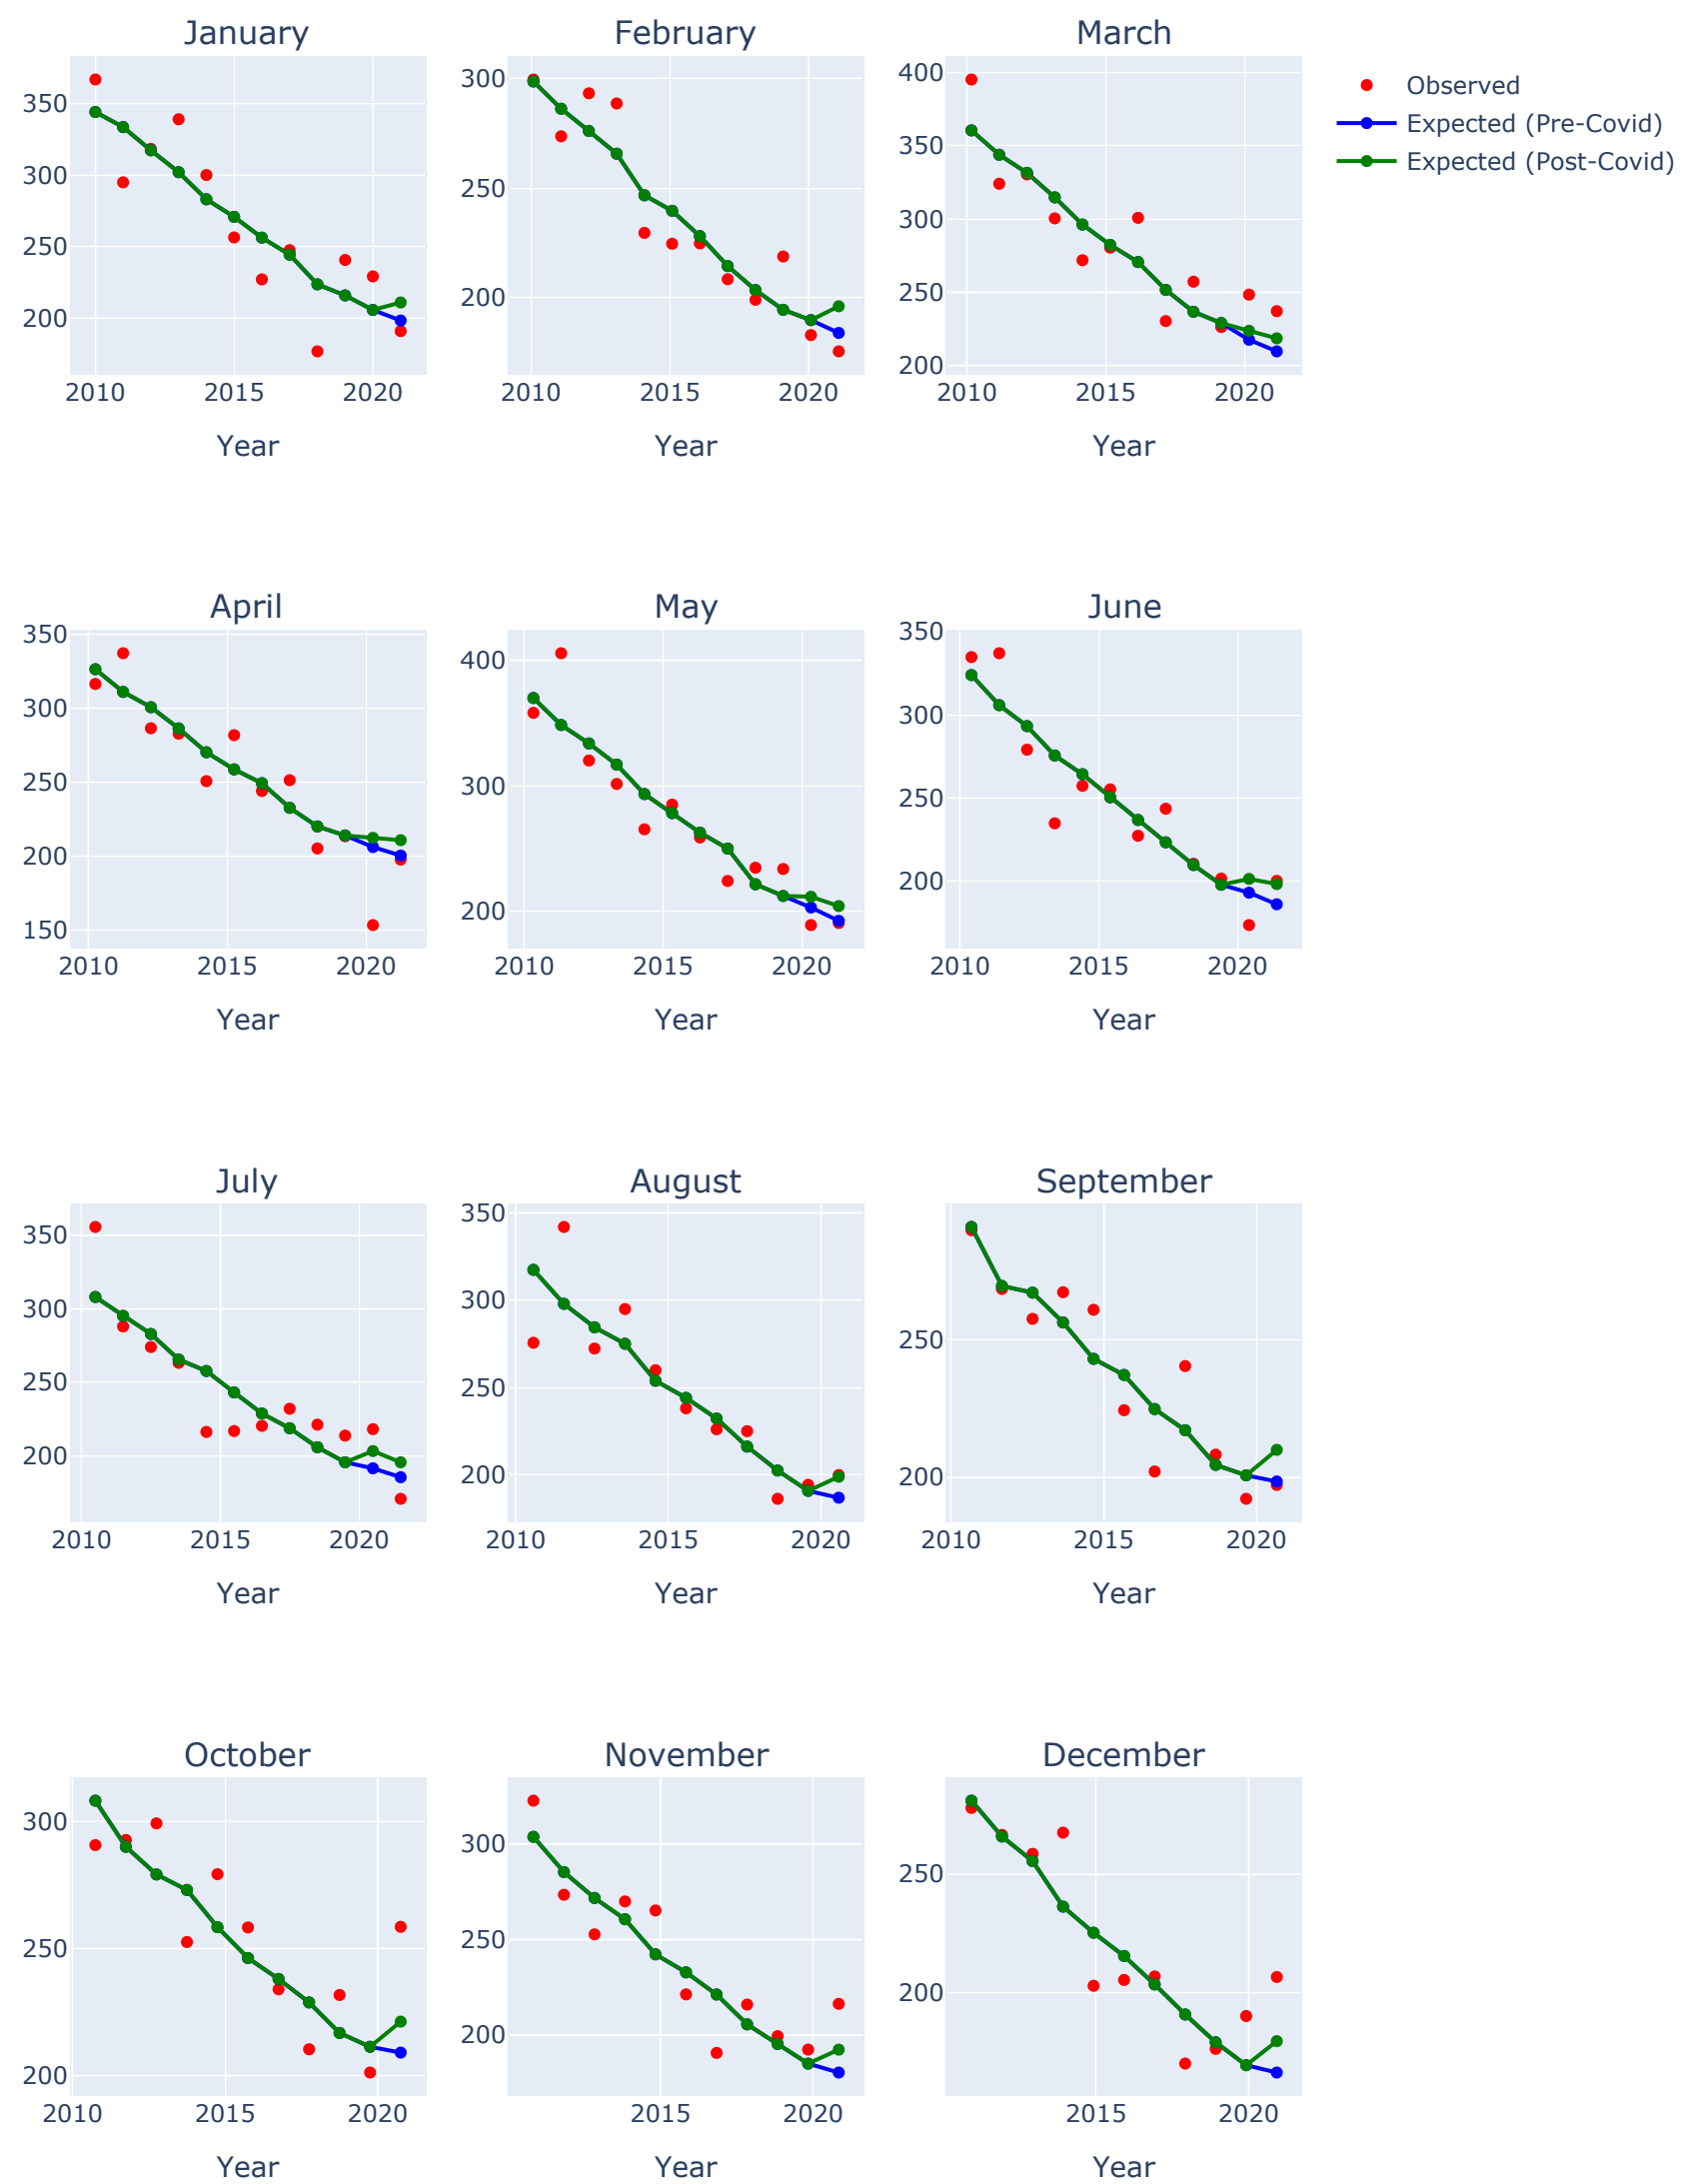 January
February
March
350
300
250
200
2010
2015
2020
Year
300
250
200
2010
2015
2020
Year
400
350
300
250
200
2010
2015
2020
Year
Observed
Expected (Pre-Covid)
Expected (Post-Covid)
April
May
June
350
300
250
200
150
2010
2015
2020
Year
400
300
200
2010
2015
2020
Year
350
300
250
200
2010
2015
2020
Year
July
August
September
350
300
250
200
2010
2015
2020
Year
350
300
250
200
2010
2015
2020
Year
250
200
2010
2015
2020
Year
October
November
December
300
250
200
2010
2015
2020
Year
300
250
200
2015
2020
Year
250
200
2015
2020
Year